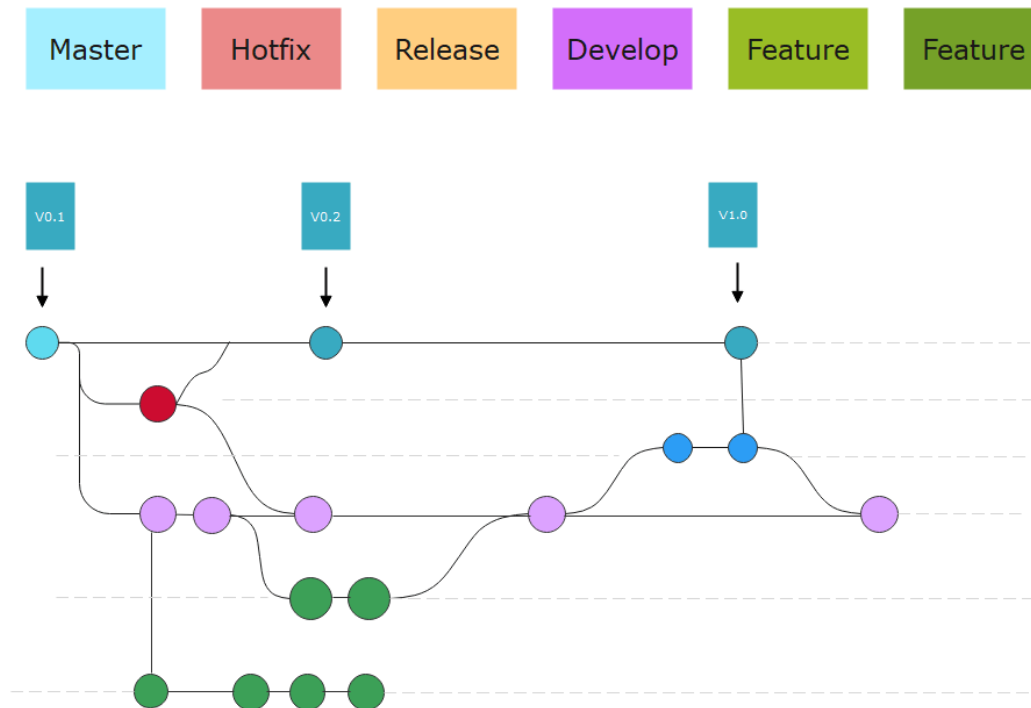 Master
Hotfix
Release
Develop
Feature
Feature
V0.1
V0.2
V1.0